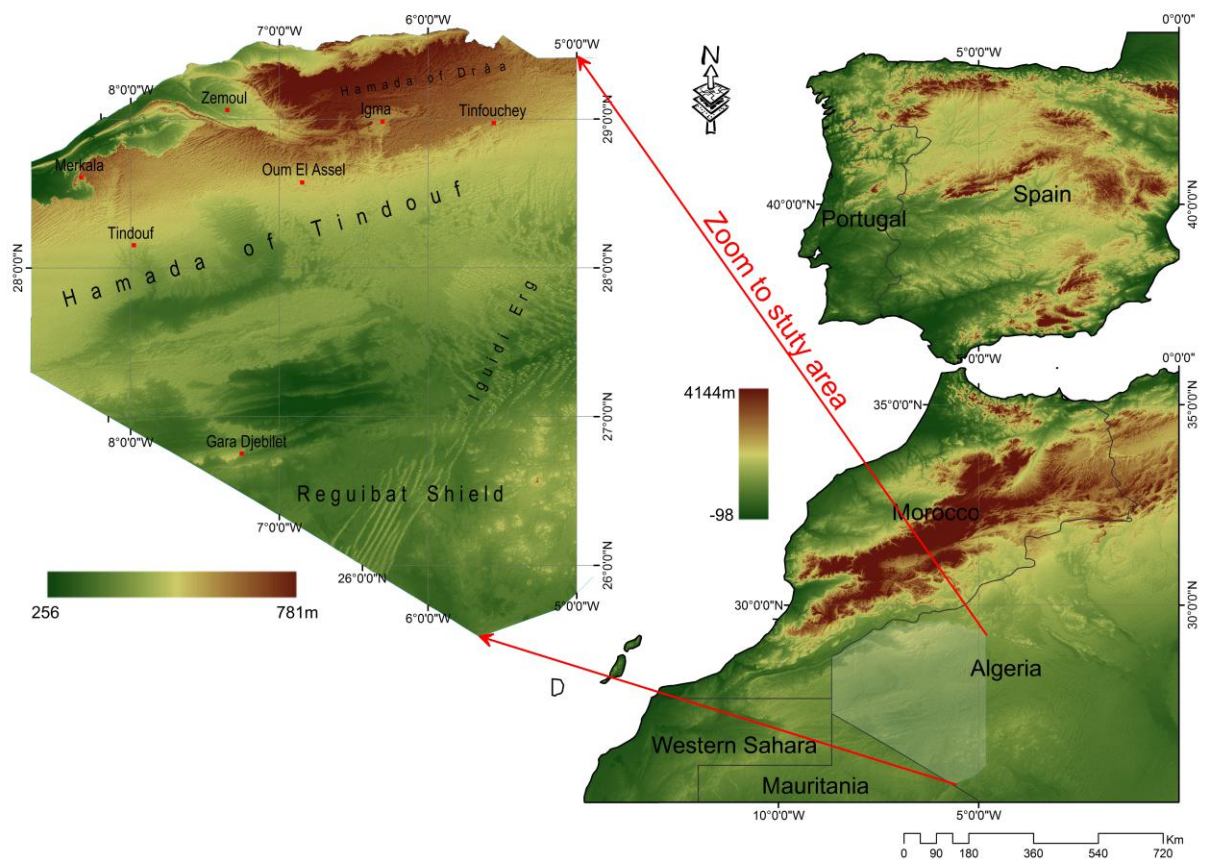 7°0'0"W
6°0'0"W
5°0'0"W
8°0'0"W
Hamada of Drâa
Zemoul
Igma
Tinfouchey
29°0'0"N
Merkala
Oum El Assel
Tindouf
Hamada of Tindouf
28°0'0"N
28°0'0"N
Iguidi Erg
27°0'0"N
8°0'0"W
Gara Djebilet
Reguibat Shield
7°0'0"W
26°0'0"N
26°0'0"N
6°0'0"W
5°0'0"W
256
781m
N
Zoom to stuty area
D
5°0'0"W
0°0'0"
Spain
Portugal
40°0'0"N
40°0'0"N
5°0'0"W
0°0'0"
4144m
-98
35°0'0"N
35°0'0"N
Morocco
30°0'0"N
30°0'0"N
Algeria
Western Sahara
Mauritania
10°0'0"W
5°0'0"W
Km
0 90 180 360 540 720